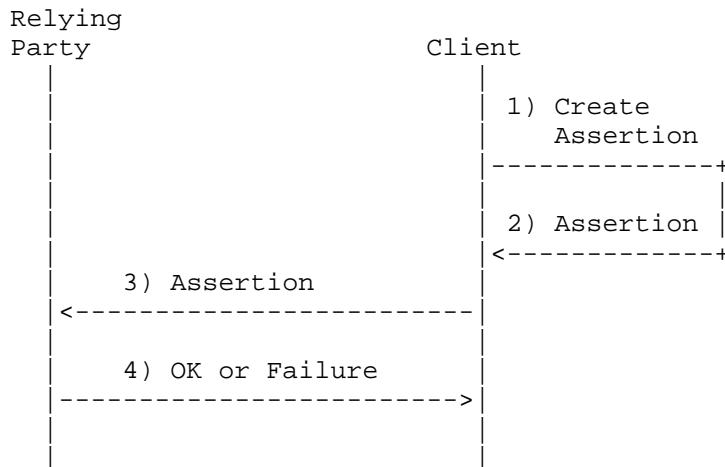 Relying
Party Client
1) Create
Assertion
2) Assertion
3) Assertion
4) OK or Failure